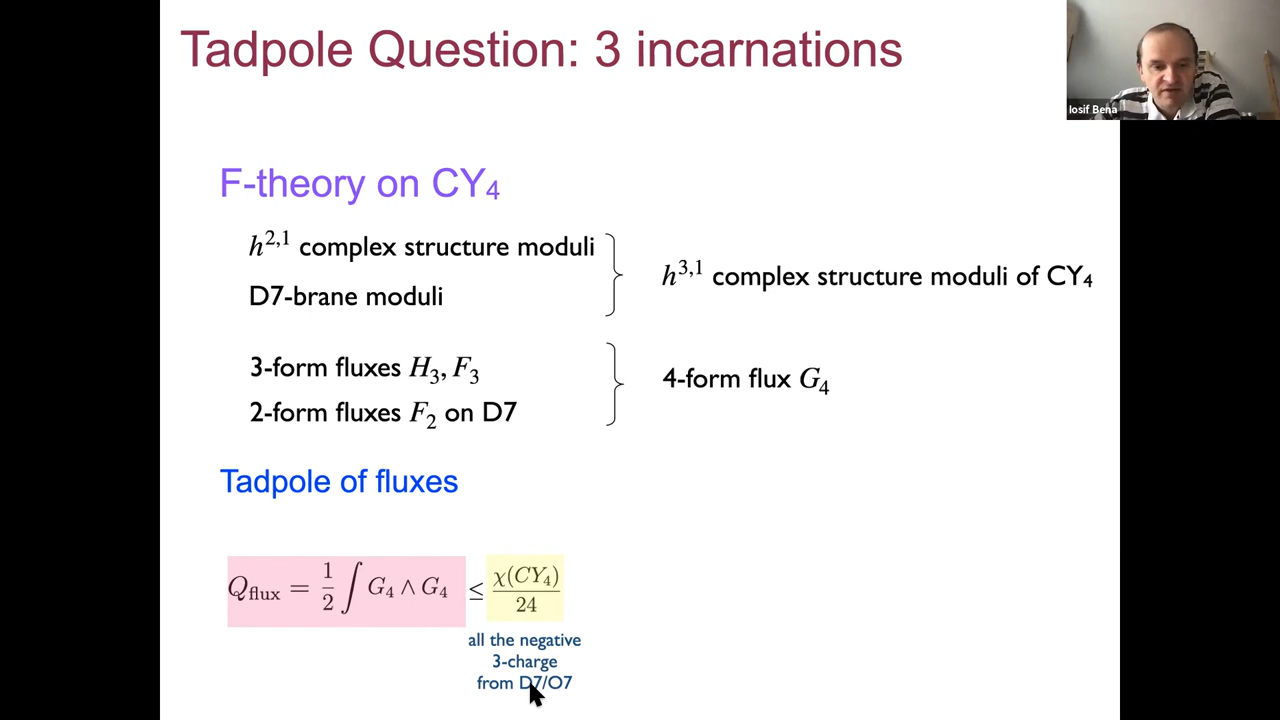 Tadpole Question: 3 incarnations
Iosif Bena
F-theory on CY₄
h²,¹ complex structure moduli
D7-brane moduli
h³,¹ complex structure moduli of CY₄
3-form fluxes H₃, F₃
2-form fluxes F₂ on D7
4-form flux G₄
Tadpole of fluxes
Q_flux = 1/2 ∫ G₄ ∧ G₄ ≤ χ(CY₄)/24
all the negative
3-charge
from D7/O7